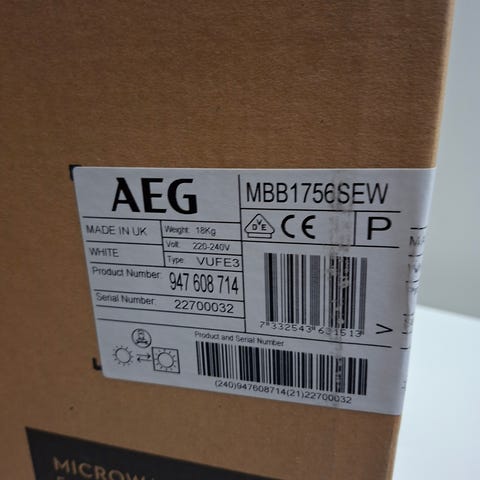 AEG
MBB1756SEW
MADE IN UK
Weight: 18Kg
Volt: 220-240V
WHITE
Type: VUFE3
Product Number: 947 608 714
Serial Number: 22700032
DVE
CE
P
7 332543 631513 >
Product and Serial Number
(240)947608714(21)22700032